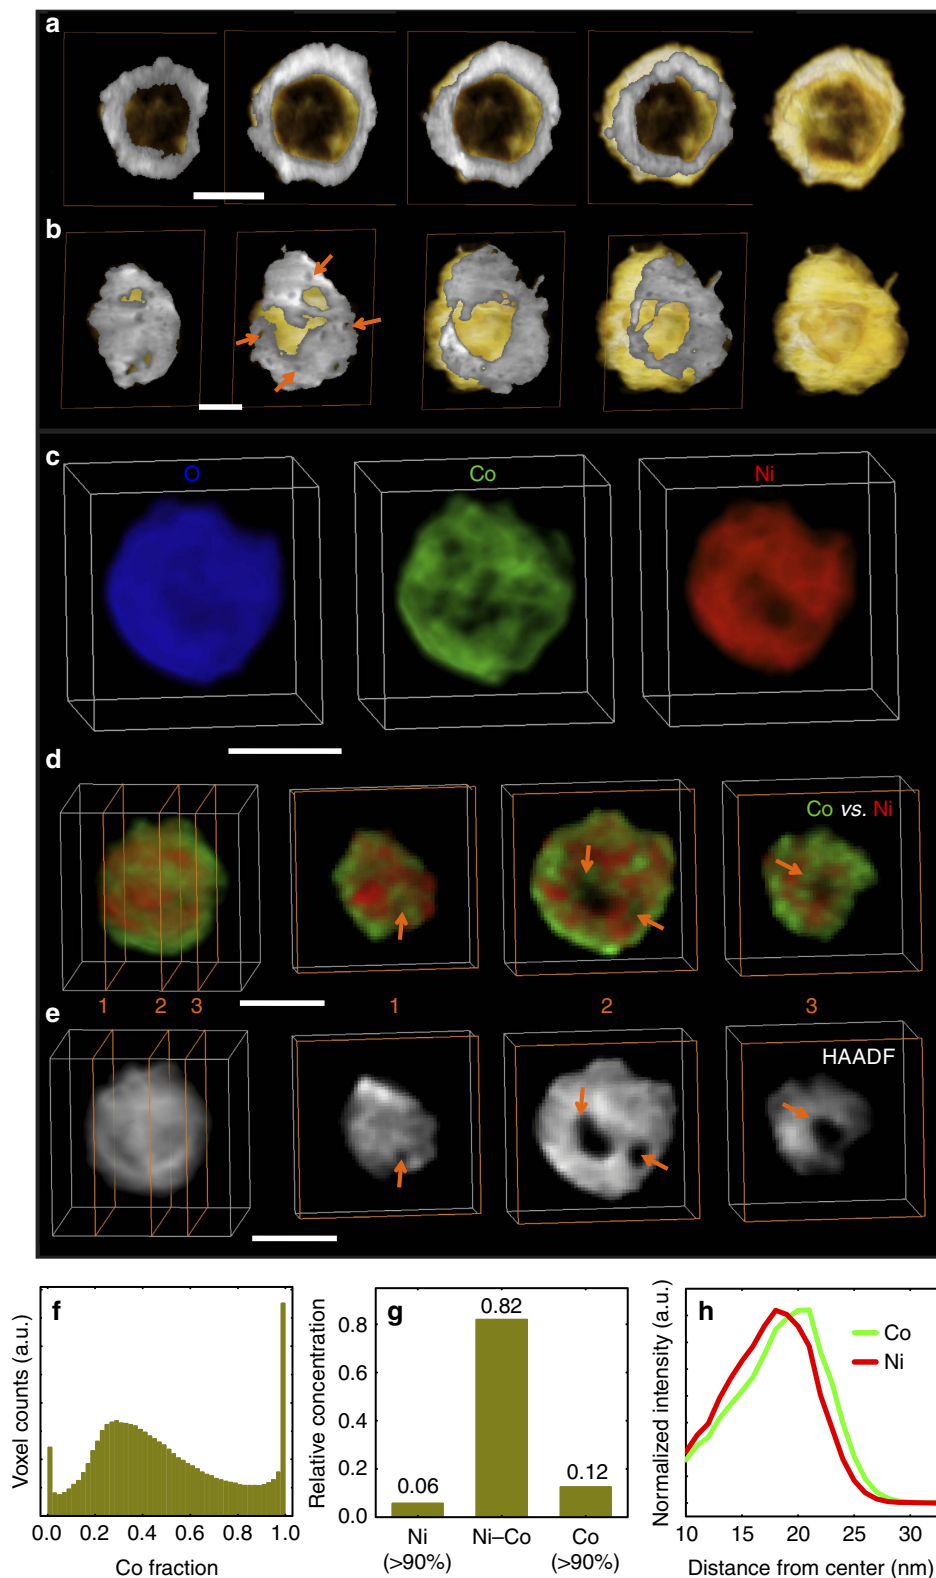 a
b
c
O
Co
Ni
d
Co vs. Ni
1
2
3
1
2
3
e
HAADF
f
Voxel counts (a.u.)
0.0 0.2 0.4 0.6 0.8 1.0
Co fraction
g
Relative concentration
0.8
0.6
0.4
0.2
0.0
0.06
0.82
0.12
Ni
(>90%)
Ni–Co
Co
(>90%)
h
Normalized intensity (a.u.)
Co
Ni
10 15 20 25 30
Distance from center (nm)